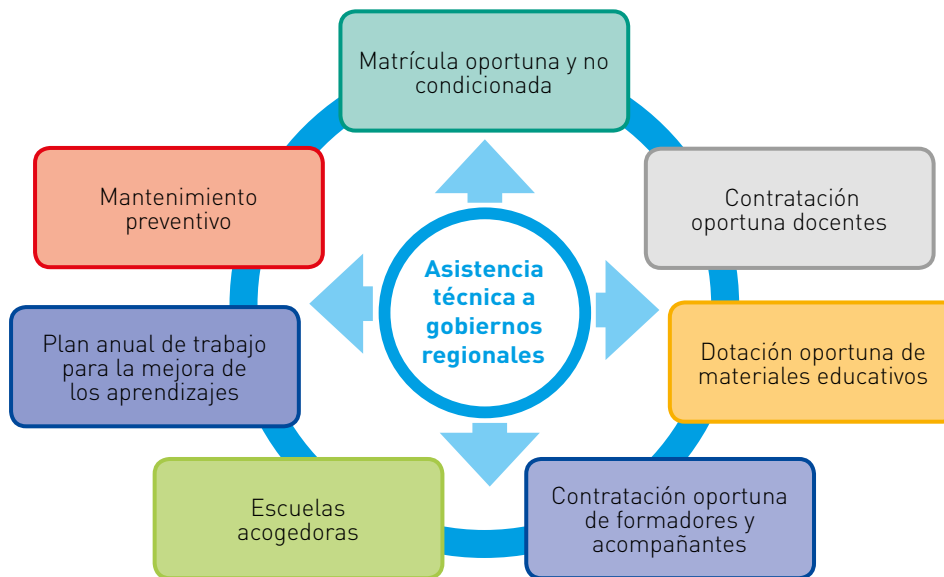 Matrícula oportuna y no
condicionada
Mantenimiento
preventivo
Contratación
oportuna docentes
Asistencia
técnica a
gobiernos
regionales
Plan anual de trabajo
para la mejora de
los aprendizajes
Dotación oportuna de
materiales educativos
Escuelas
acogedoras
Contratación oportuna
de formadores y
acompañantes